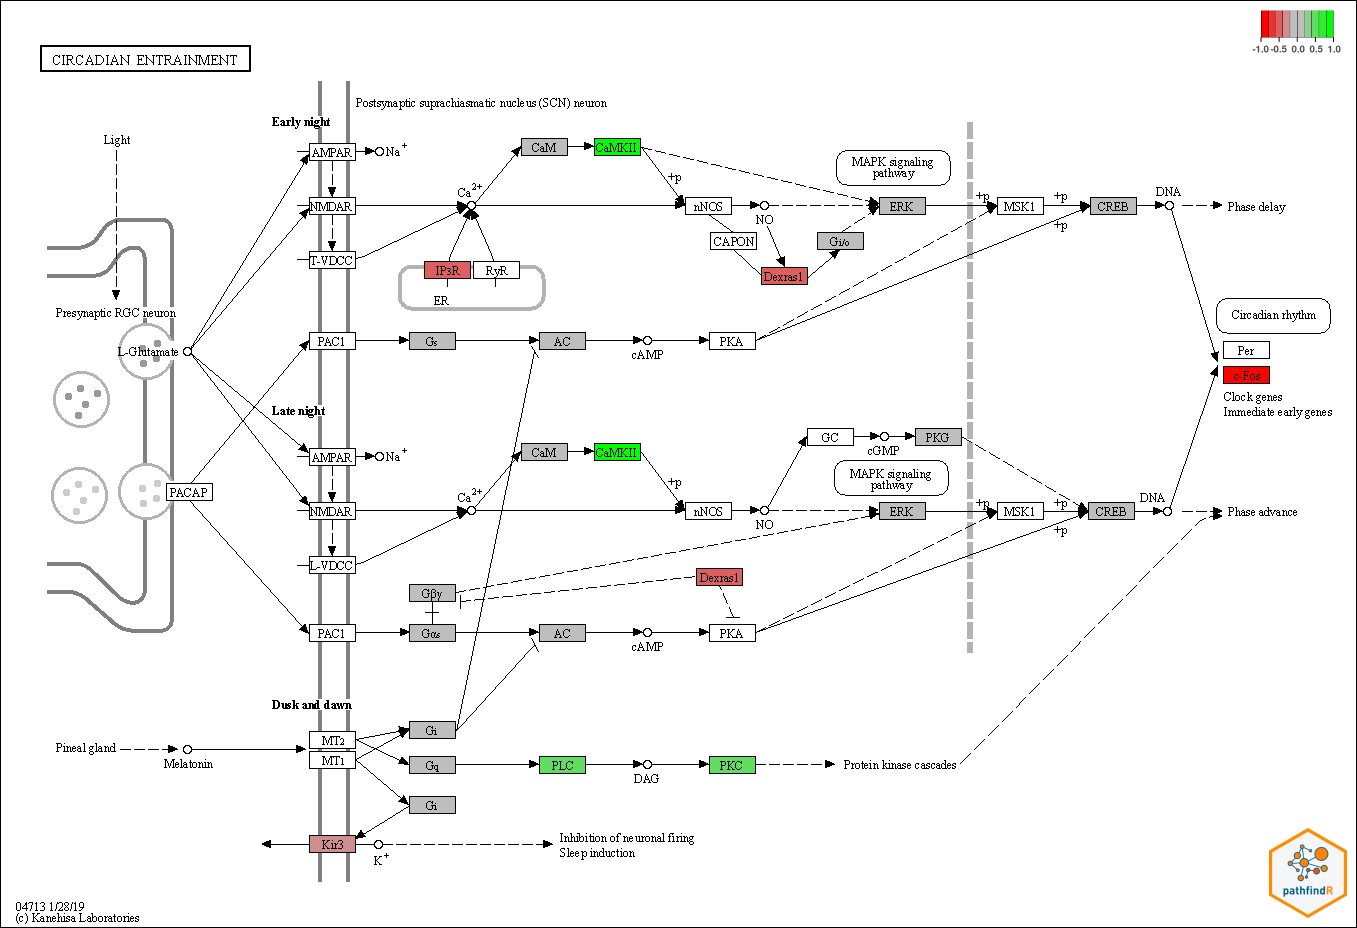 -1.0 -0.5 0.0 0.5 1.0
CIRCADIAN ENTRAINMENT
Postsynaptic suprachiasmatic nucleus (SCN) neuron
Early night
Light
AMPAR
Na+
CaM
CaMKII
MAPK signaling
pathway
+p
Ca2+
NMDAR
nNOS
NO
ERK
+p
MSK1
+p
CREB
+p
DNA
Phase delay
CAPON
Gi/o
T-VDCC
IP3R
RyR
Dexras1
ER
Presynaptic RGC neuron
Circadian rhythm
L-Glutamate
PAC1
Gs
AC
cAMP
PKA
Per
c-Fos
Clock genes
Immediate early genes
Late night
AMPAR
Na+
CaM
CaMKII
GC
cGMP
PKG
MAPK signaling
pathway
+p
PACAP
Ca2+
NMDAR
nNOS
NO
ERK
+p
MSK1
+p
CREB
+p
DNA
Phase advance
L-VDCC
Dexras1
Gβγ
PAC1
Gαs
AC
cAMP
PKA
Dusk and dawn
Pineal gland
Melatonin
MT2
MT1
Gi
Gq
PLC
DAG
PKC
Protein kinase cascades
Gi
Kir3
K+
Inhibition of neuronal firing
Sleep induction
pathfindR
04713 1/28/19
(c) Kanehisa Laboratories